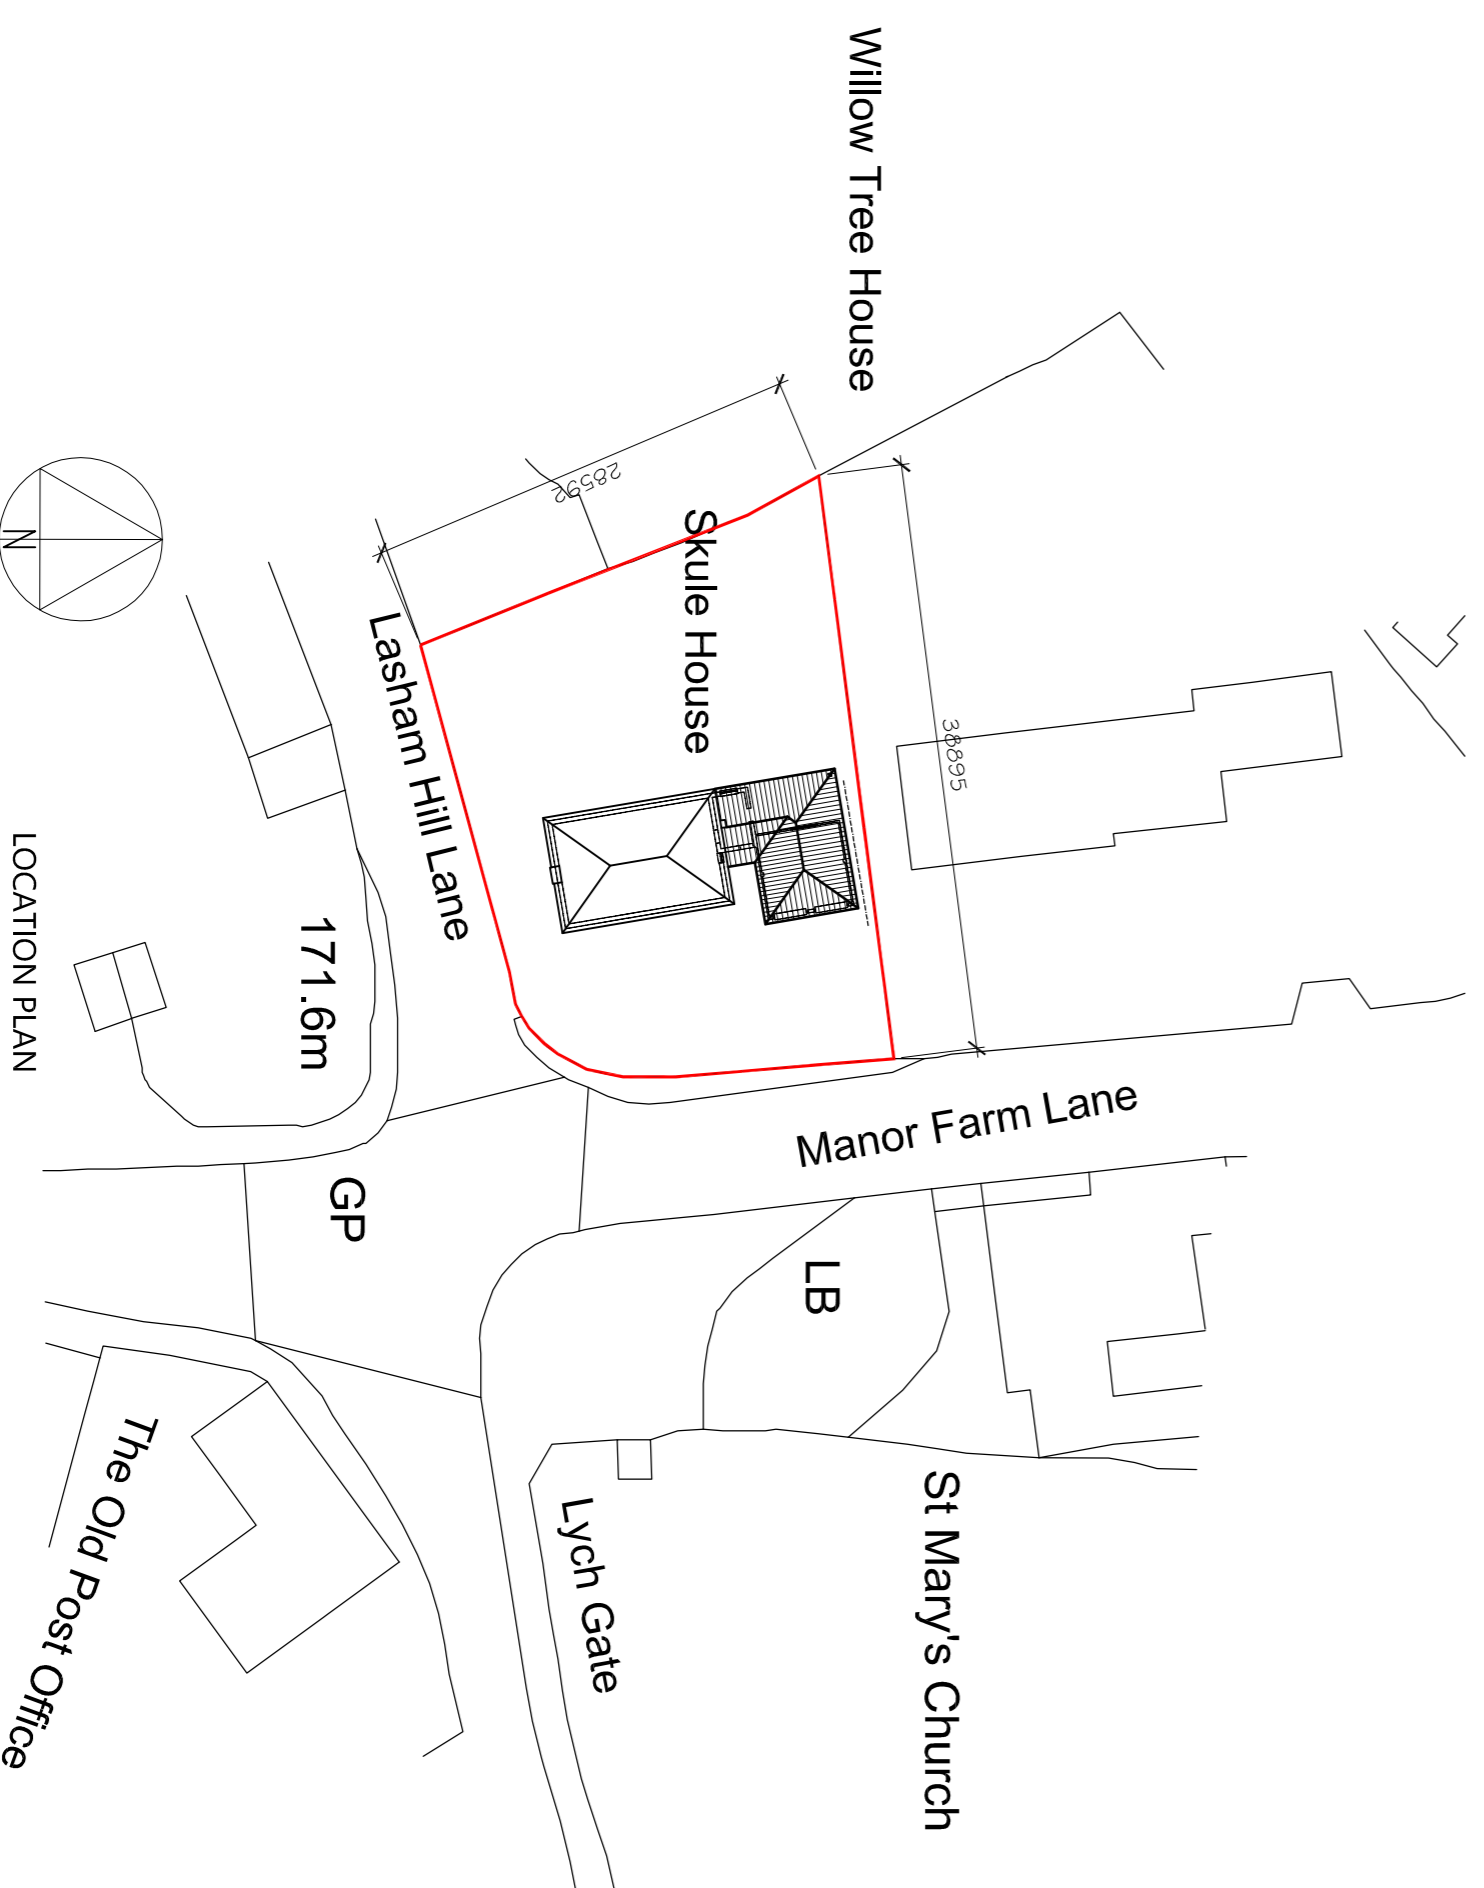 Willow Tree House
28592
Skule House
38895
Lasham Hill Lane
N
171.6m
LOCATION PLAN
Manor Farm Lane
GP
LB
The Old Post Office
Lych Gate
St Mary's Church